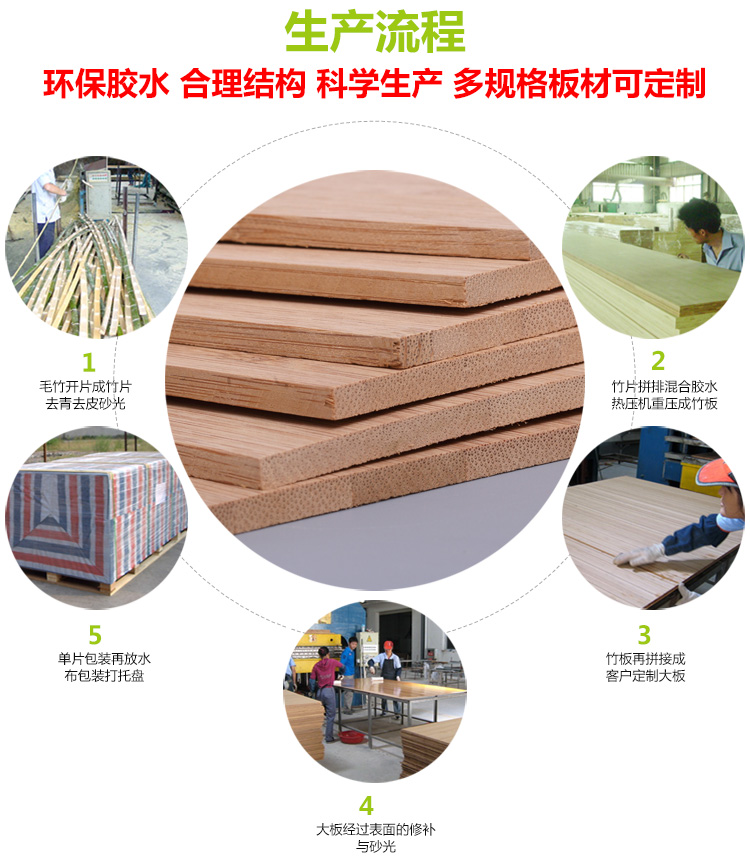 生产流程
环保胶水 合理结构 科学生产 多规格板材可定制
1
毛竹开片成竹片
去青去皮砂光
2
竹片拼排混合胶水
热压机重压成竹板
3
竹板再拼接成
客户定制大板
4
大板经过表面的修补
与砂光
5
单片包装再放水
布包装打托盘